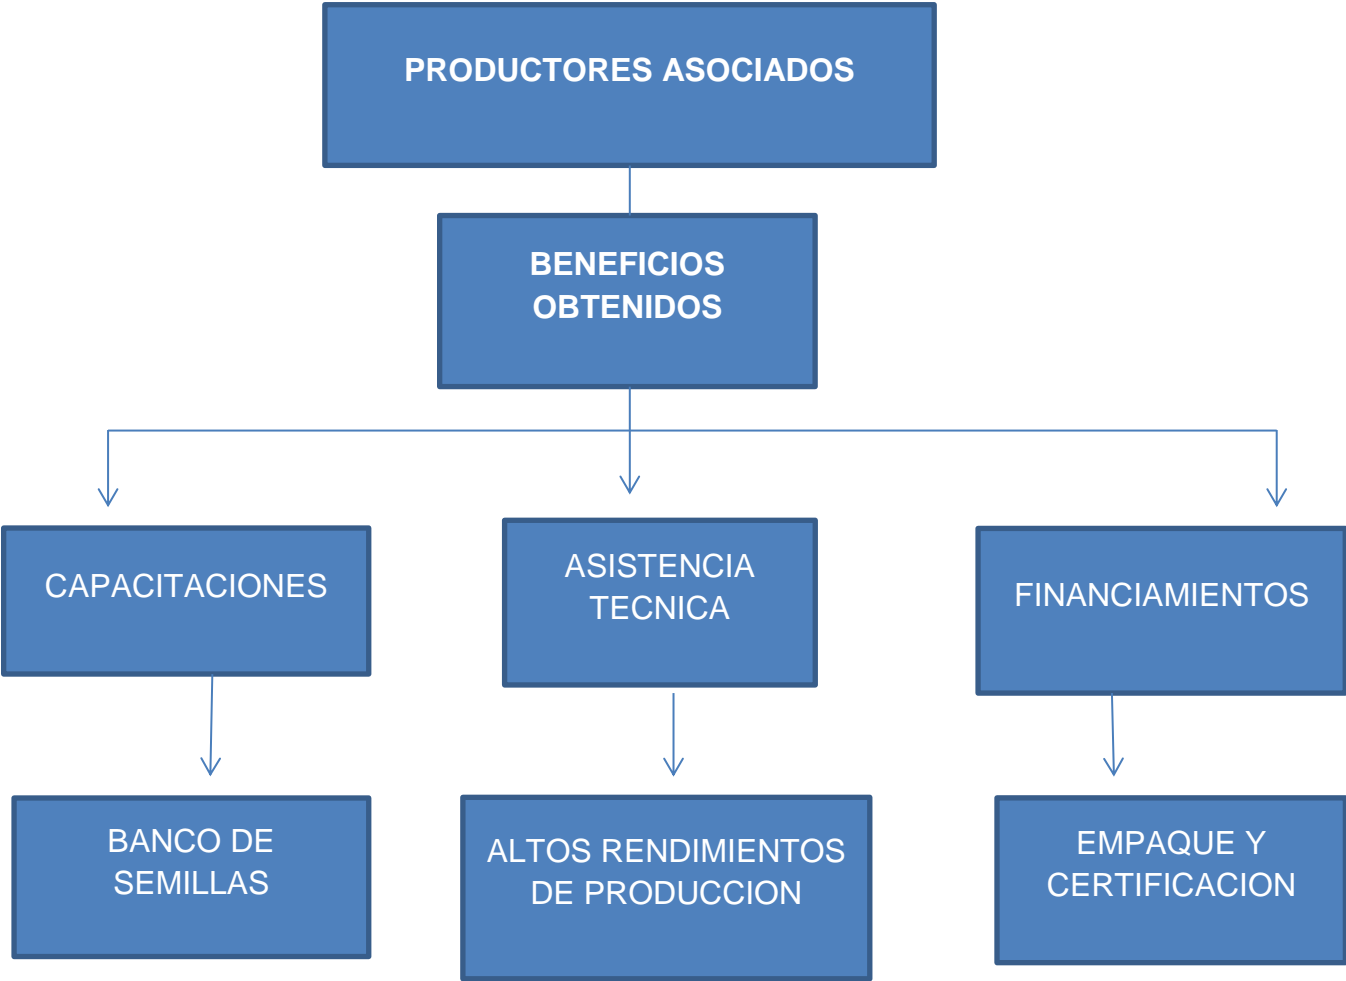 PRODUCTORES ASOCIADOS
BENEFICIOS
OBTENIDOS
CAPACITACIONES
ASISTENCIA
TECNICA
FINANCIAMIENTOS
BANCO DE
SEMILLAS
ALTOS RENDIMIENTOS
DE PRODUCCION
EMPAQUE Y
CERTIFICACION